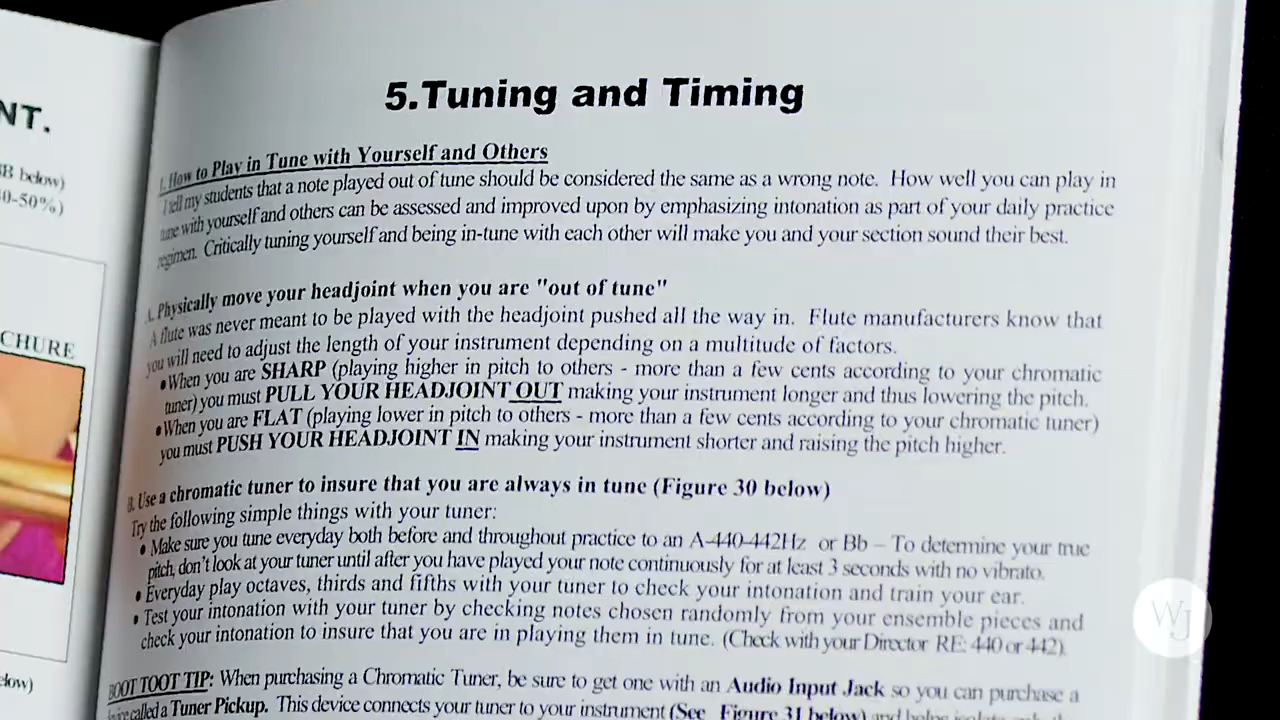 NT.
B below)
0-50%)
CHURE
elow)
5.Tuning and Timing
I. How to Play in Tune with Yourself and Others
I tell my students that a note played out of tune should be considered the same as a wrong note. How well you can play in
tune with yourself and others can be assessed and improved upon by emphasizing intonation as part of your daily practice
regimen. Critically tuning yourself and being in-tune with each other will make you and your section sound their best.
A. Physically move your headjoint when you are "out of tune"
A flute was never meant to be played with the headjoint pushed all the way in. Flute manufacturers know that
you will need to adjust the length of your instrument depending on a multitude of factors.
•When you are SHARP (playing higher in pitch to others - more than a few cents according to your chromatic
tuner) you must PULL YOUR HEADJOINT OUT making your instrument longer and thus lowering the pitch.
•When you are FLAT (playing lower in pitch to others - more than a few cents according to your chromatic tuner)
you must PUSH YOUR HEADJOINT IN making your instrument shorter and raising the pitch higher.
B. Use a chromatic tuner to insure that you are always in tune (Figure 30 below)
Try the following simple things with your tuner:
• Make sure you tune everyday both before and throughout practice to an A-440-442Hz or Bb – To determine your true
pitch, don't look at your tuner until after you have played your note continuously for at least 3 seconds with no vibrato.
• Everyday play octaves, thirds and fifths with your tuner to check your intonation and train your ear.
• Test your intonation with your tuner by checking notes chosen randomly from your ensemble pieces and
check your intonation to insure that you are in playing them in tune. (Check with your Director RE: 440 or 442).
BOOT TOOT TIP: When purchasing a Chromatic Tuner, be sure to get one with an Audio Input Jack so you can purchase a
device called a Tuner Pickup. This device connects your tuner to your instrument (See Figure 31 below) and helps
WJ